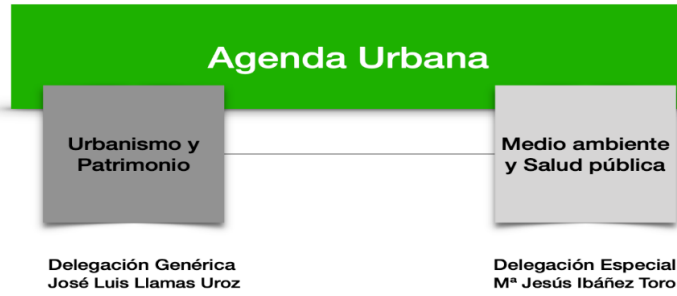 Agenda Urbana
Urbanismo y
Patrimonio
Medio ambiente
y Salud pública
Delegación Genérica
José Luis Llamas Uroz
Delegación Especial
Mª Jesús Ibáñez Toro